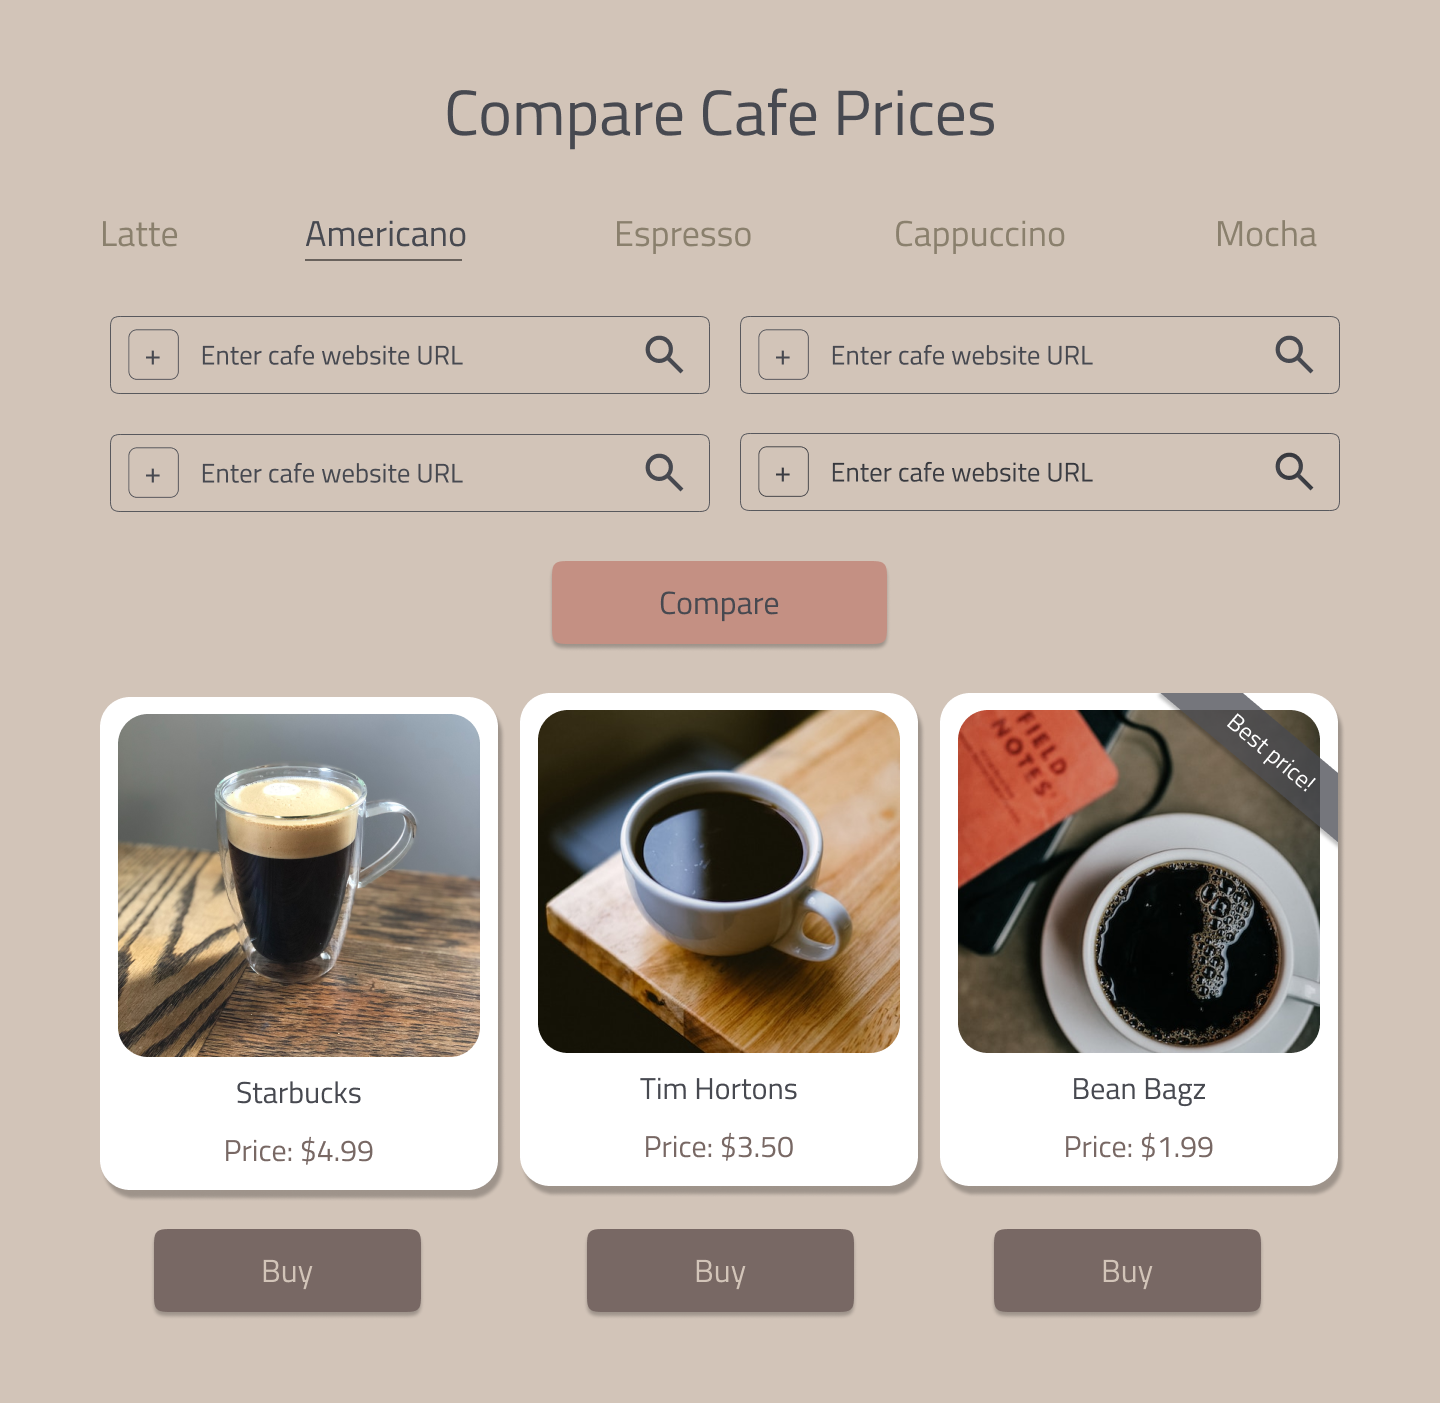 Compare Cafe Prices
Latte
Americano
Espresso
Cappuccino
Mocha
+ Enter cafe website URL
+ Enter cafe website URL
+ Enter cafe website URL
+ Enter cafe website URL
Compare
Best price!
FIELD
NOTES
Starbucks
Tim Hortons
Bean Bagz
Price: $4.99
Price: $3.50
Price: $1.99
Buy
Buy
Buy